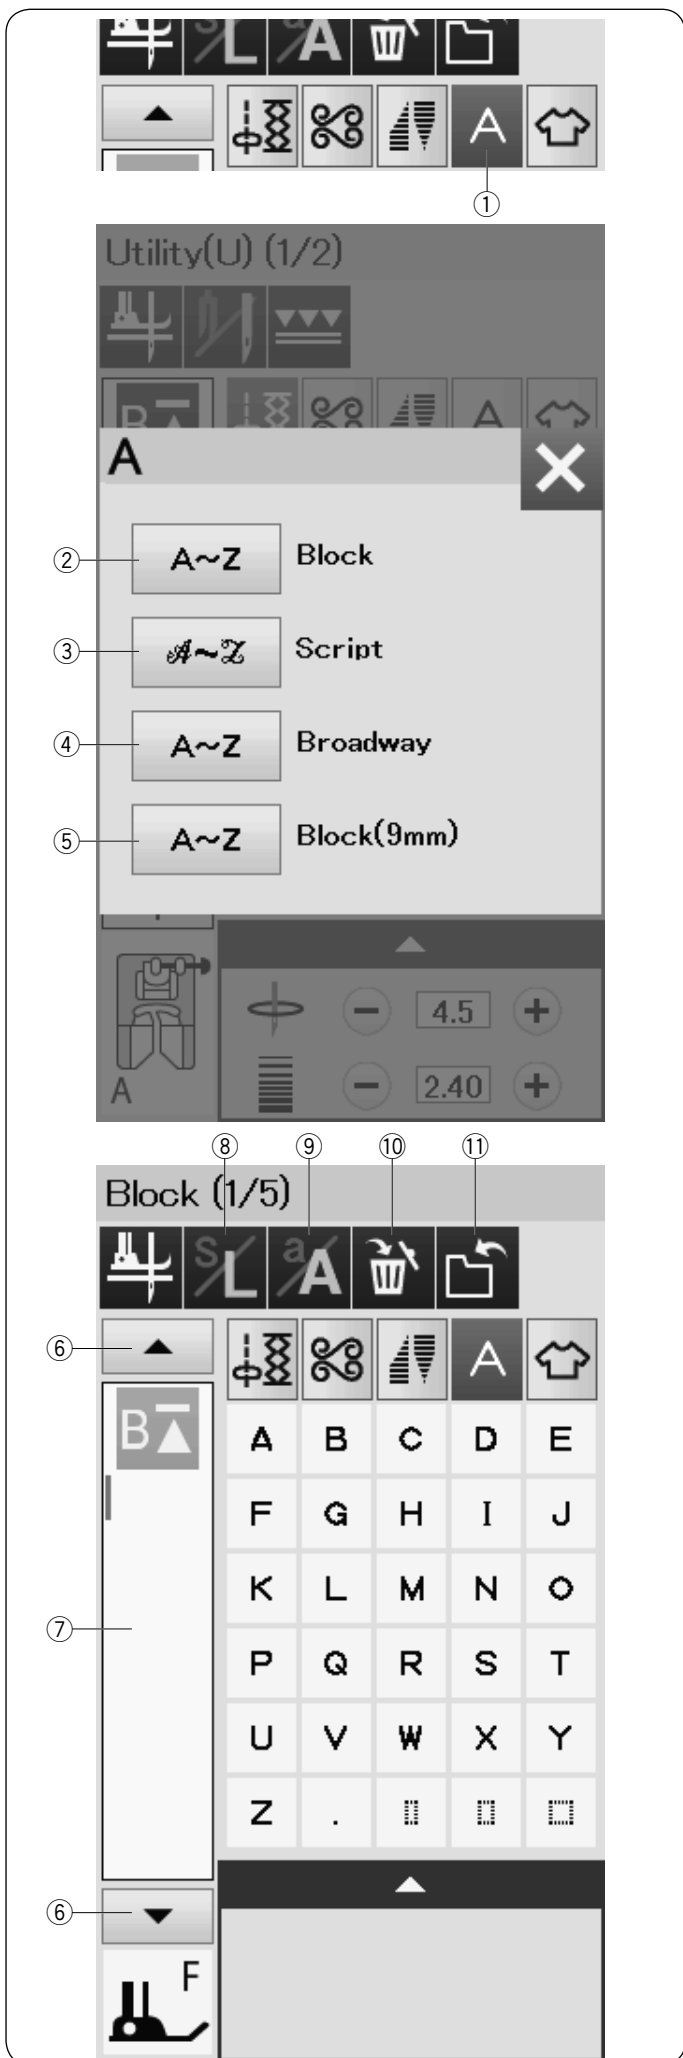 S L a A
A
①
Utility(U) (1/2)
B A
A
② A~Z Block
③ A~Z Script
④ A~Z Broadway
⑤ A~Z Block(9mm)
4.5
A 2.40
⑧ ⑨ ⑩ ⑪
Block (1/5)
S L a A
⑥ A
B A B C D E
F G H I J
K L M N O
⑦
P Q R S T
U V W X Y
Z .
⑥
F